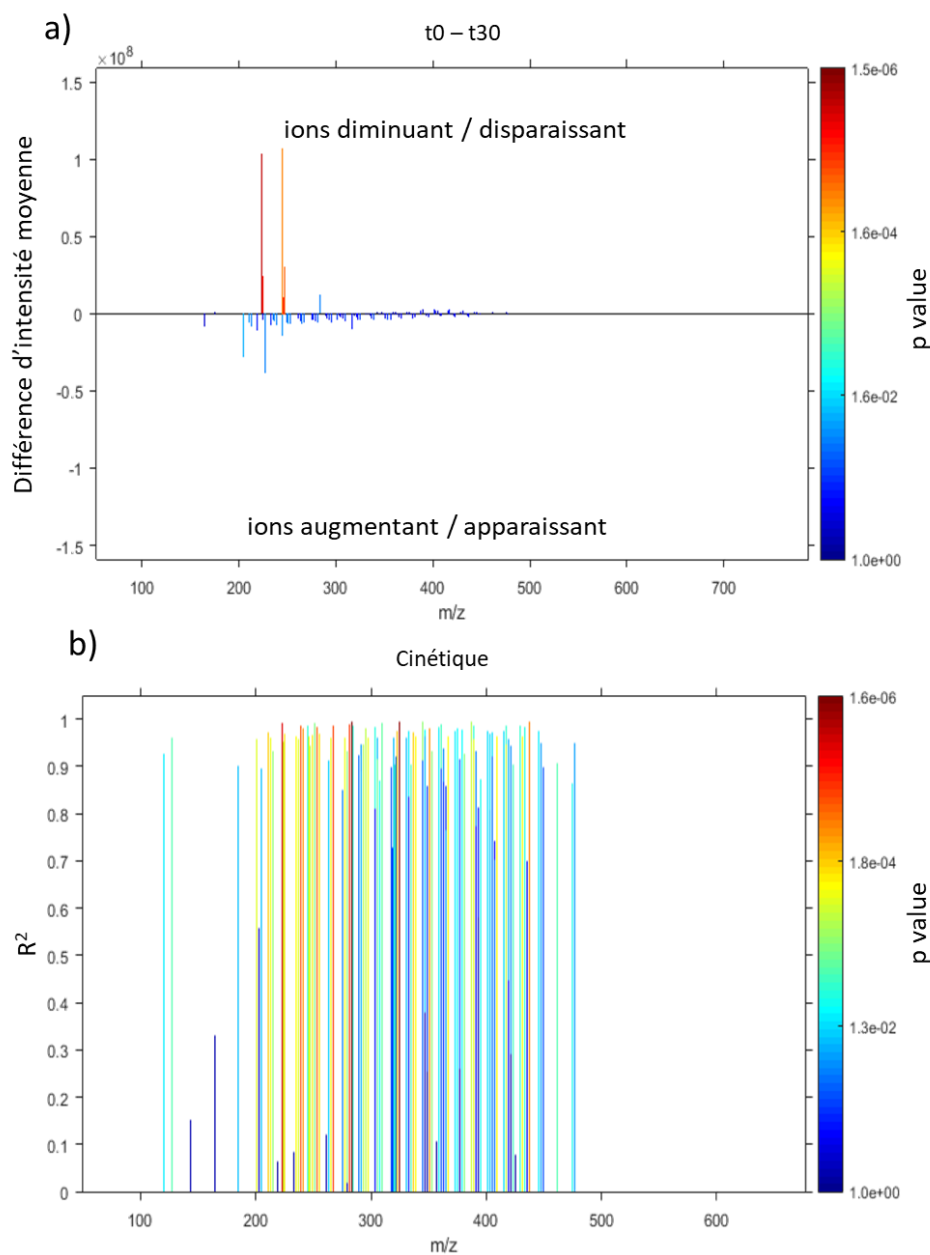 a)
t0 – t30
×10⁸
1.5
1
0.5
0
-0.5
-1
-1.5
Différence d'intensité moyenne
ions diminuant / disparaissant
ions augmentant / apparaissant
100 200 300 400 500 600 700
m/z
1.5e-06
1.6e-04
1.6e-02
1.0e+00
p value
b)
Cinétique
1
0.9
0.8
0.7
0.6
0.5
0.4
0.3
0.2
0.1
0
R²
100 200 300 400 500 600
m/z
1.6e-06
1.8e-04
1.3e-02
1.0e+00
p value